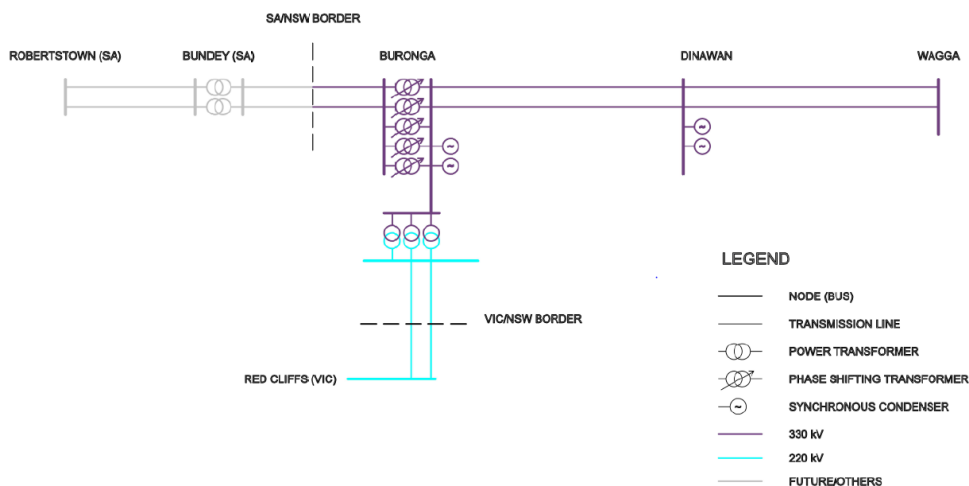 SA/NSW BORDER
ROBERTSTOWN (SA)
BUNDEY (SA)
BURONGA
DINAWAN
WAGGA
~
~
~
~
VIC/NSW BORDER
RED CLIFFS (VIC)
LEGEND
NODE (BUS)
TRANSMISSION LINE
POWER TRANSFORMER
PHASE SHIFTING TRANSFORMER
~
SYNCHRONOUS CONDENSER
330 kV
220 kV
FUTURE/OTHERS